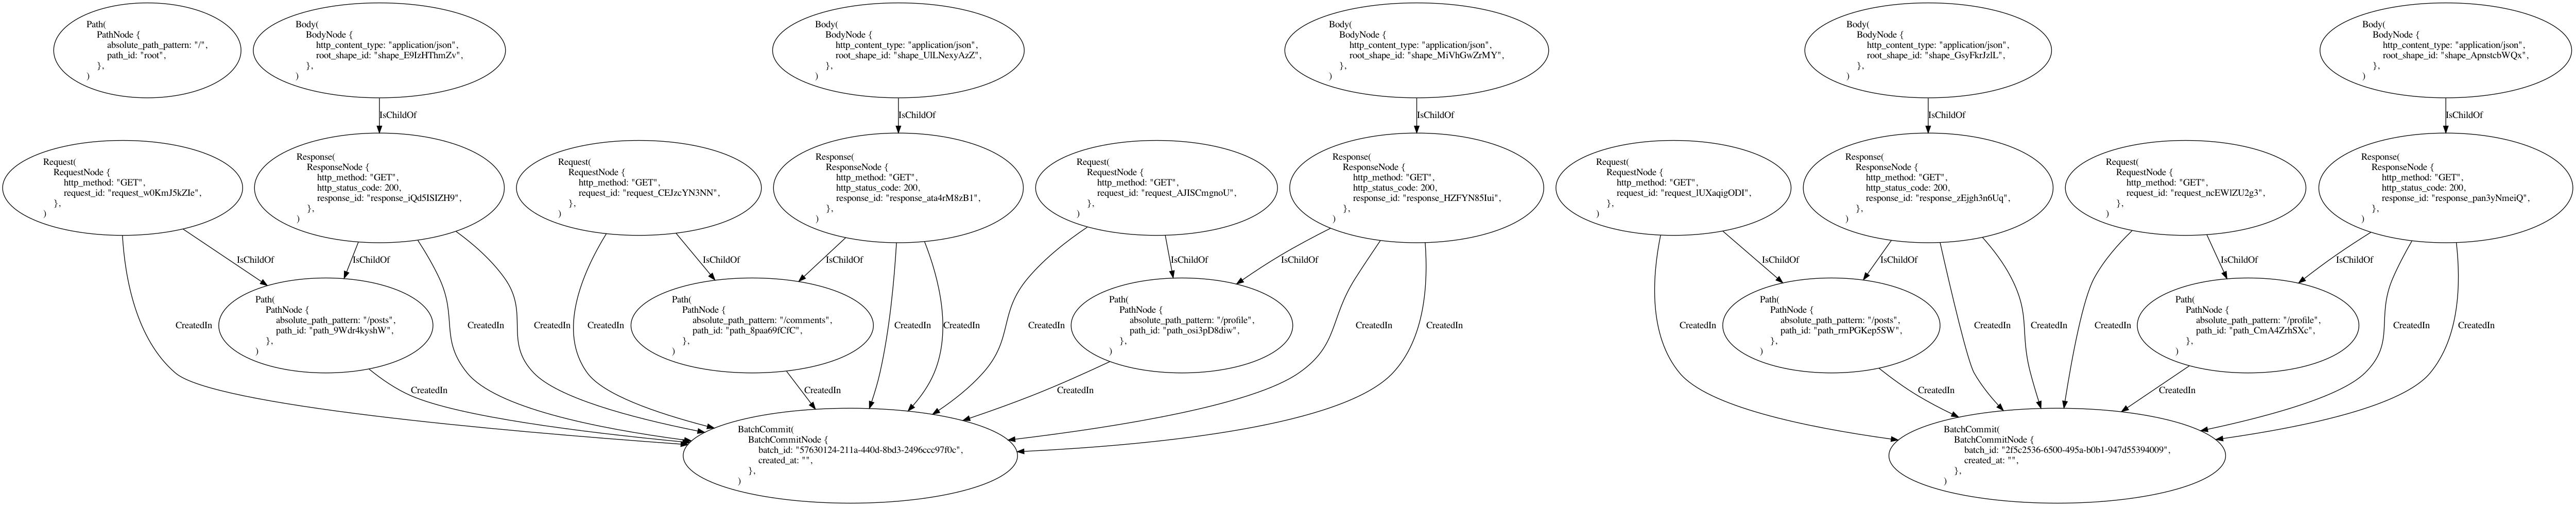 Path(
PathNode {
absolute_path_pattern: "/",
path_id: "root",
},
)
Body(
BodyNode {
http_content_type: "application/json",
root_shape_id: "shape_E9IzHThmZv",
},
)
Body(
BodyNode {
http_content_type: "application/json",
root_shape_id: "shape_UlLNexyAzZ",
},
)
Body(
BodyNode {
http_content_type: "application/json",
root_shape_id: "shape_MiVhGwZrMY",
},
)
Body(
BodyNode {
http_content_type: "application/json",
root_shape_id: "shape_GsyFkrJzlL",
},
)
Body(
BodyNode {
http_content_type: "application/json",
root_shape_id: "shape_ApnstcbWQx",
},
)
IsChildOf
IsChildOf
IsChildOf
IsChildOf
IsChildOf
Request(
RequestNode {
http_method: "GET",
request_id: "request_w0KmJ5kZIe",
},
)
Response(
ResponseNode {
http_method: "GET",
http_status_code: 200,
response_id: "response_iQd5ISIZH9",
},
)
Request(
RequestNode {
http_method: "GET",
request_id: "request_CEJzcYN3NN",
},
)
Response(
ResponseNode {
http_method: "GET",
http_status_code: 200,
response_id: "response_ata4rM8zB1",
},
)
Request(
RequestNode {
http_method: "GET",
request_id: "request_AJISCmgnoU",
},
)
Response(
ResponseNode {
http_method: "GET",
http_status_code: 200,
response_id: "response_HZFYN85Iui",
},
)
Request(
RequestNode {
http_method: "GET",
request_id: "request_lUXaqigODI",
},
)
Response(
ResponseNode {
http_method: "GET",
http_status_code: 200,
response_id: "response_zEjgh3n6Uq",
},
)
Request(
RequestNode {
http_method: "GET",
request_id: "request_ncEWIZU2g3",
},
)
Response(
ResponseNode {
http_method: "GET",
http_status_code: 200,
response_id: "response_pan3yNmeiQ",
},
)
IsChildOf
IsChildOf
IsChildOf
IsChildOf
IsChildOf
IsChildOf
IsChildOf
IsChildOf
IsChildOf
IsChildOf
CreatedIn
Path(
PathNode {
absolute_path_pattern: "/posts",
path_id: "path_9Wdr4kyshW",
},
)
CreatedIn
CreatedIn
CreatedIn
Path(
PathNode {
absolute_path_pattern: "/comments",
path_id: "path_8paa69fCfC",
},
)
CreatedIn
CreatedIn
CreatedIn
Path(
PathNode {
absolute_path_pattern: "/profile",
path_id: "path_osi3pD8diw",
},
)
CreatedIn
CreatedIn
CreatedIn
Path(
PathNode {
absolute_path_pattern: "/posts",
path_id: "path_rmPGKep5SW",
},
)
CreatedIn
CreatedIn
CreatedIn
Path(
PathNode {
absolute_path_pattern: "/profile",
path_id: "path_CmA4ZrhSXc",
},
)
CreatedIn
CreatedIn
CreatedIn
CreatedIn
CreatedIn
CreatedIn
CreatedIn
BatchCommit(
BatchCommitNode {
batch_id: "57630124-211a-440d-8bd3-2496ccc97f0c",
created_at: "",
},
)
BatchCommit(
BatchCommitNode {
batch_id: "2f5c2536-6500-495a-b0b1-947d55394009",
created_at: "",
},
)